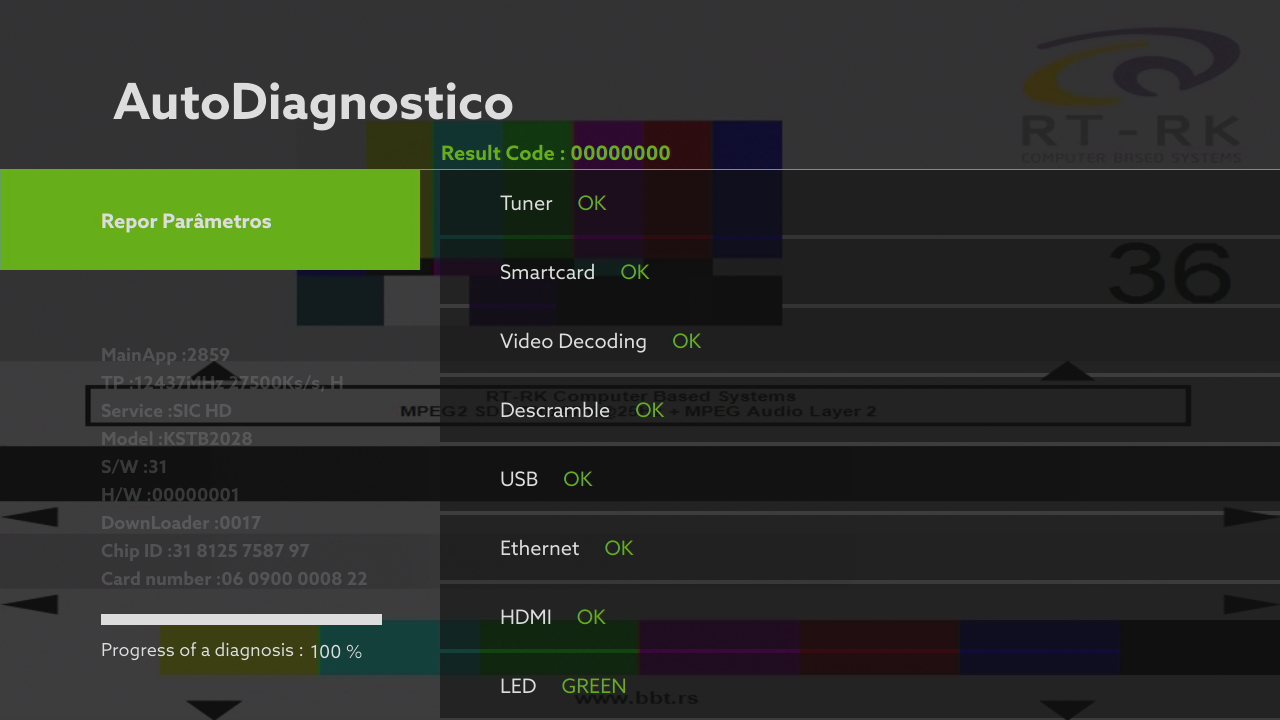 RT-RK
COMPUTER BASED SYSTEMS
AutoDiagnostico
Result Code : 00000000
Repor Parâmetros
Tuner OK
Smartcard OK
36
Video Decoding OK
MainApp :2859
TP :12437MHz 27500Ks/s, H
Service :SIC HD
Model :KSTB2028
S/W :31
H/W :00000001
DownLoader :0017
Chip ID :31 8125 7587 97
Card number :06 0900 0008 22
RT-RK Computer Based Systems
MPEG2 SD + MPEG Audio Layer 2
Descramble OK
USB OK
Ethernet OK
HDMI OK
Progress of a diagnosis : 100 %
LED GREEN
www.bbt.rs